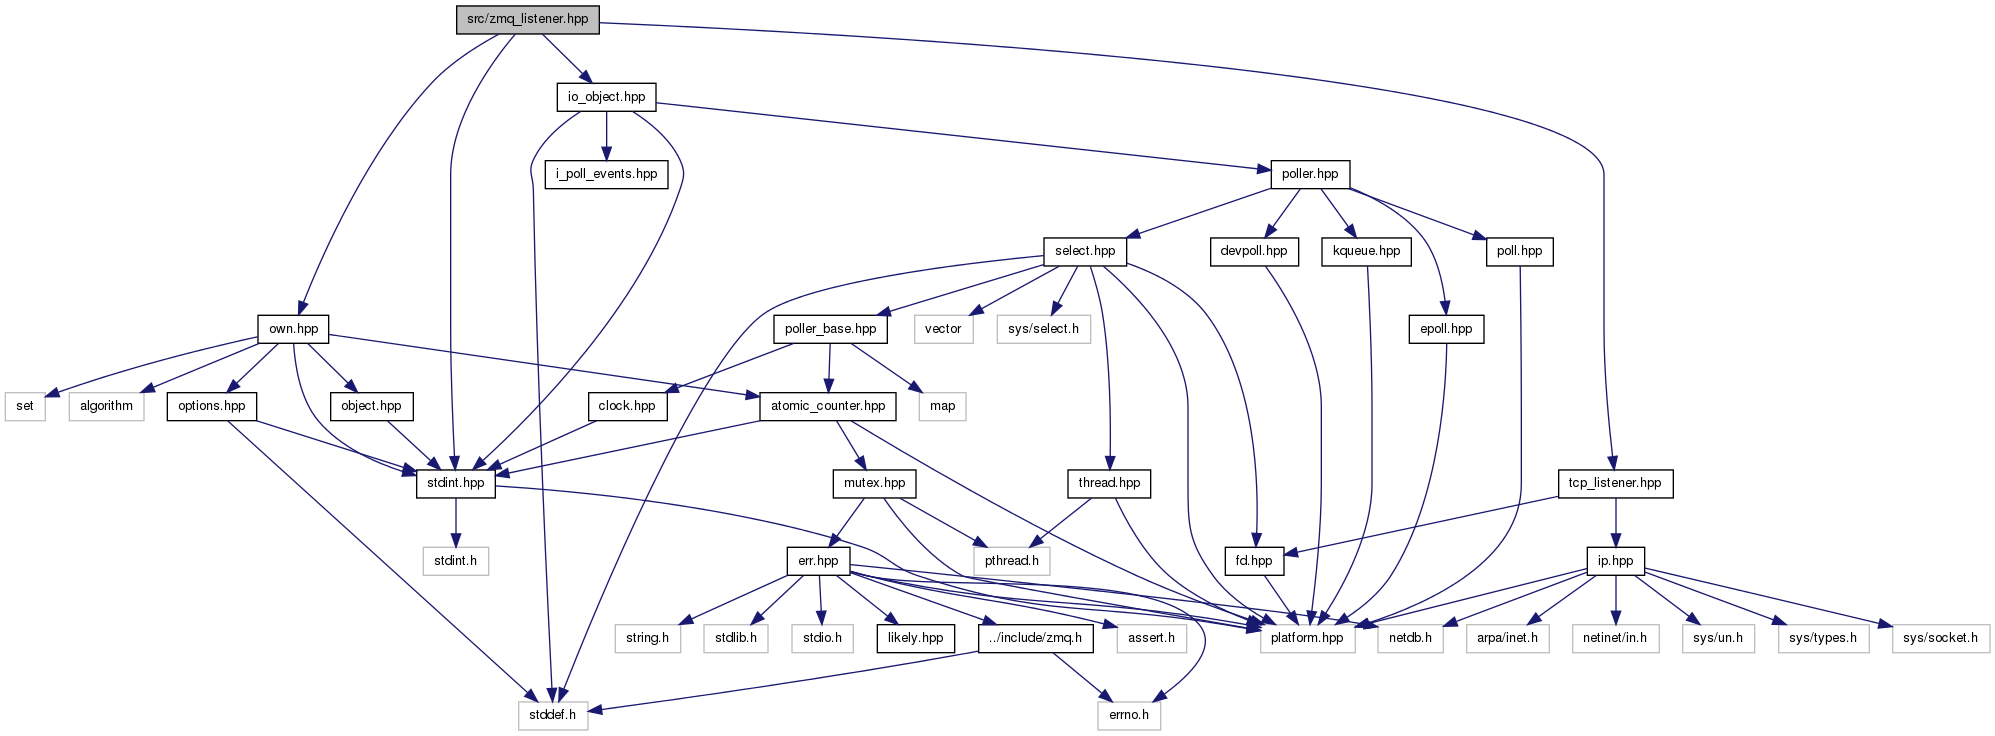 src/zmq_listener.hpp
io_object.hpp
i_poll_events.hpp
poller.hpp
select.hpp
devpoll.hpp
kqueue.hpp
poll.hpp
own.hpp
poller_base.hpp
vector
sys/select.h
epoll.hpp
set
algorithm
options.hpp
object.hpp
clock.hpp
atomic_counter.hpp
map
stdint.hpp
mutex.hpp
thread.hpp
tcp_listener.hpp
stdint.h
err.hpp
pthread.h
fd.hpp
ip.hpp
string.h
stdlib.h
stdio.h
likely.hpp
../include/zmq.h
assert.h
platform.hpp
netdb.h
arpa/inet.h
netinet/in.h
sys/un.h
sys/types.h
sys/socket.h
stddef.h
errno.h